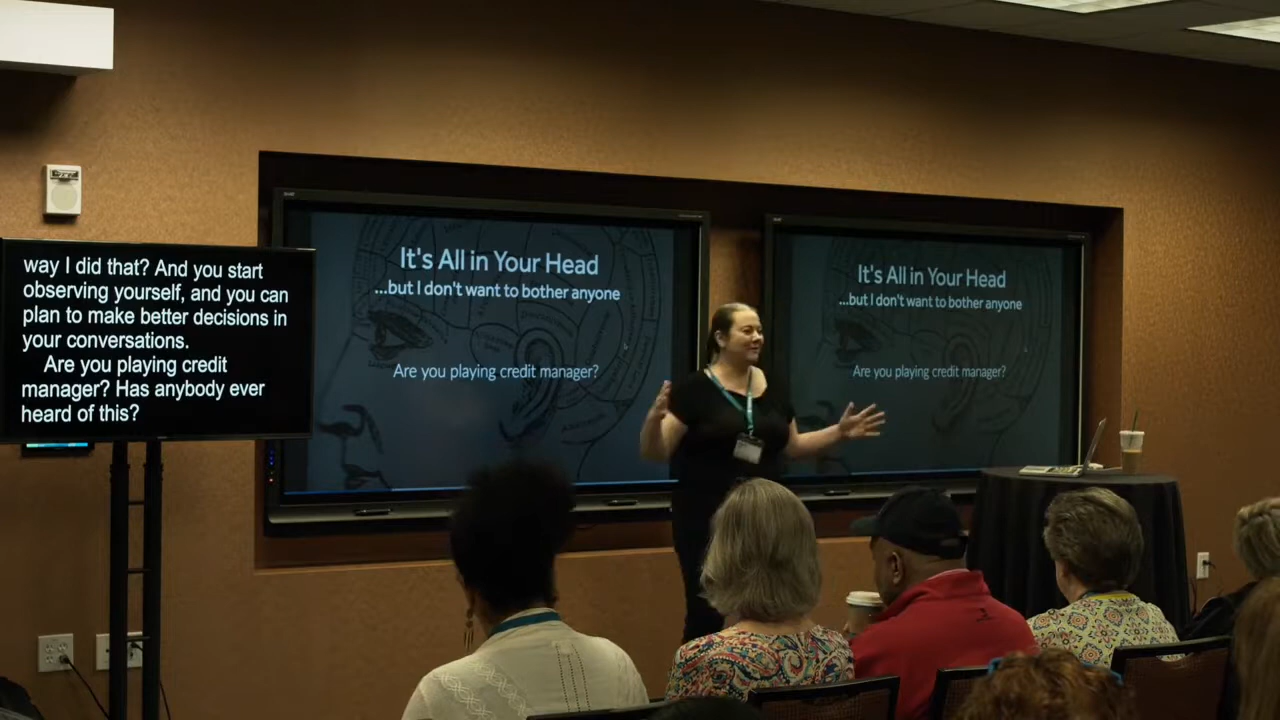 way I did that? And you start
observing yourself, and you can
plan to make better decisions in
your conversations.
Are you playing credit
manager? Has anybody ever
heard of this?
It's All in Your Head
...but I don't want to bother anyone
Are you playing credit manager?
It's All in Your Head
...but I don't want to bother anyone
Are you playing credit manager?